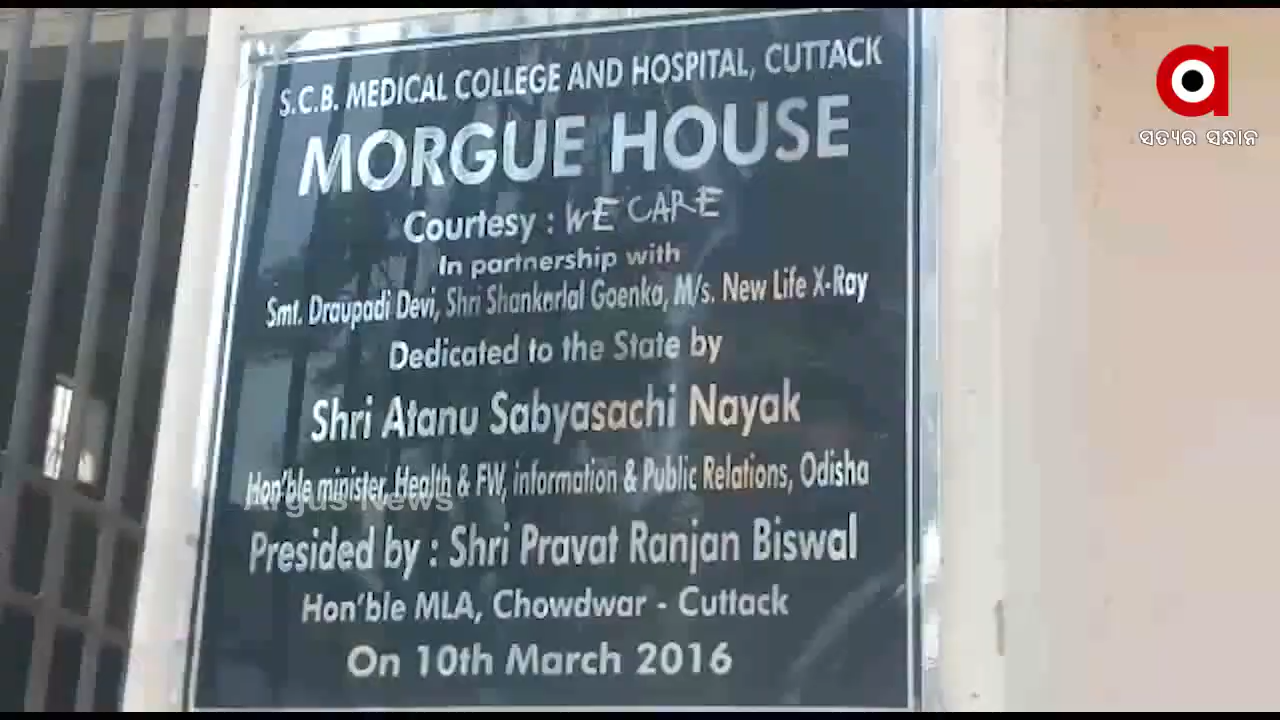 S.C.B. MEDICAL COLLEGE AND HOSPITAL, CUTTACK
MORGUE HOUSE
Courtesy : WE CARE
In partnership with
Smt. Draupadi Devi, Shri Shankerlal Goenka, M/s. New Life X-Ray
Dedicated to the State by
Shri Atanu Sabyasachi Nayak
Hon'ble minister, Health & FW, information & Public Relations, Odisha
Argus News
Presided by : Shri Pravat Ranjan Biswal
Hon'ble MLA, Chowdwar - Cuttack
On 10th March 2016
a
ସତ୍ୟର ସନ୍ଧାନ